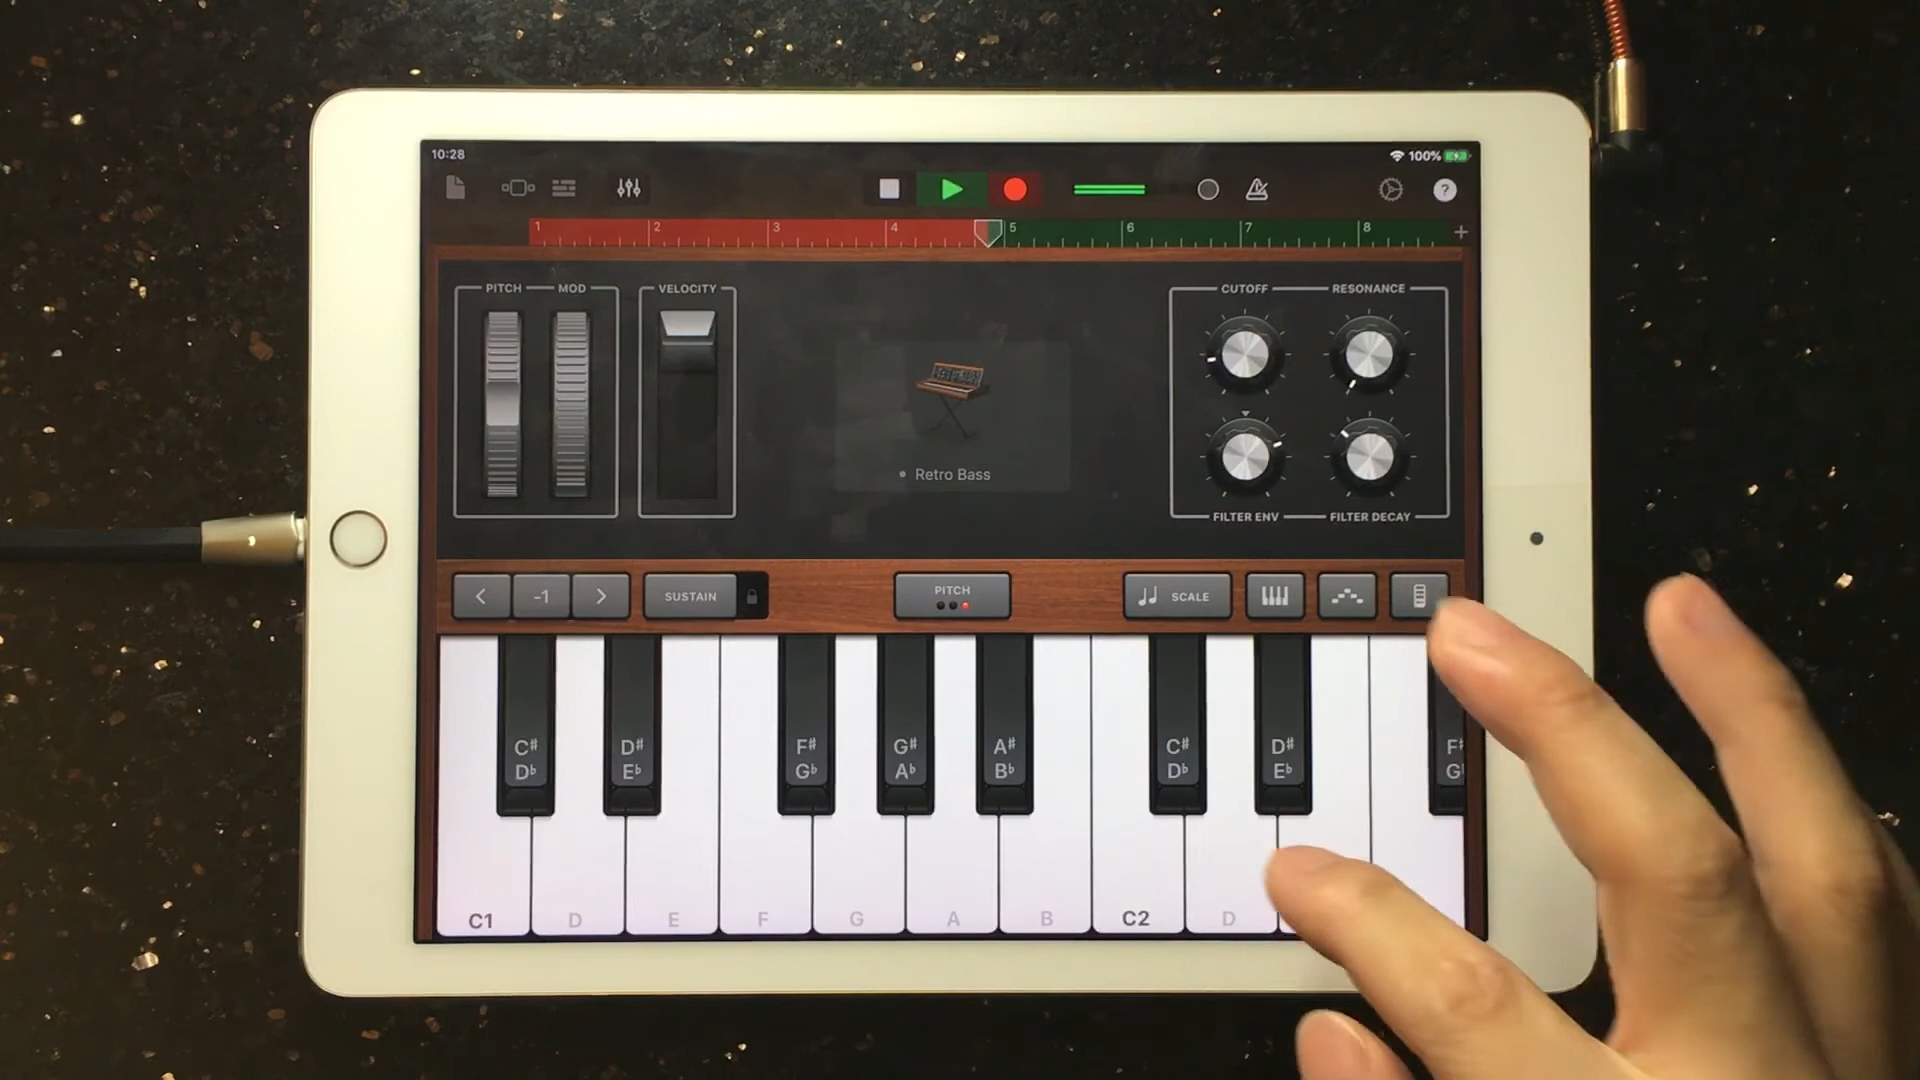 10:28
100%
?
1 2 3 4 5 6 7 8 +
PITCH MOD VELOCITY CUTOFF RESONANCE
• Retro Bass
FILTER ENV FILTER DECAY
< -1 > SUSTAIN PITCH SCALE
C♯ D♯ F♯ G♯ A♯ C♯ D♯ F♯
D♭ E♭ G♭ A♭ B♭ D♭ E♭ G
C1 D E F G A B C2 D